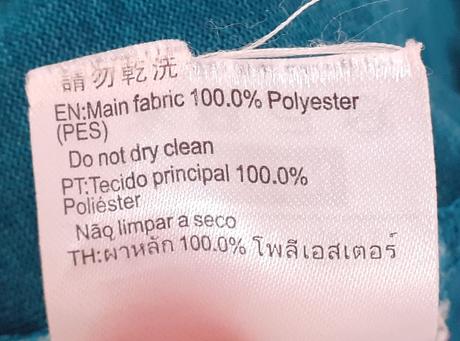 請勿乾洗
EN:Main fabric 100.0% Polyester
(PES)
Do not dry clean
PT:Tecido principal 100.0%
Poliéster
Não limpar a seco
TH:ผาหลัก 100.0% โพลีเอสเตอร์